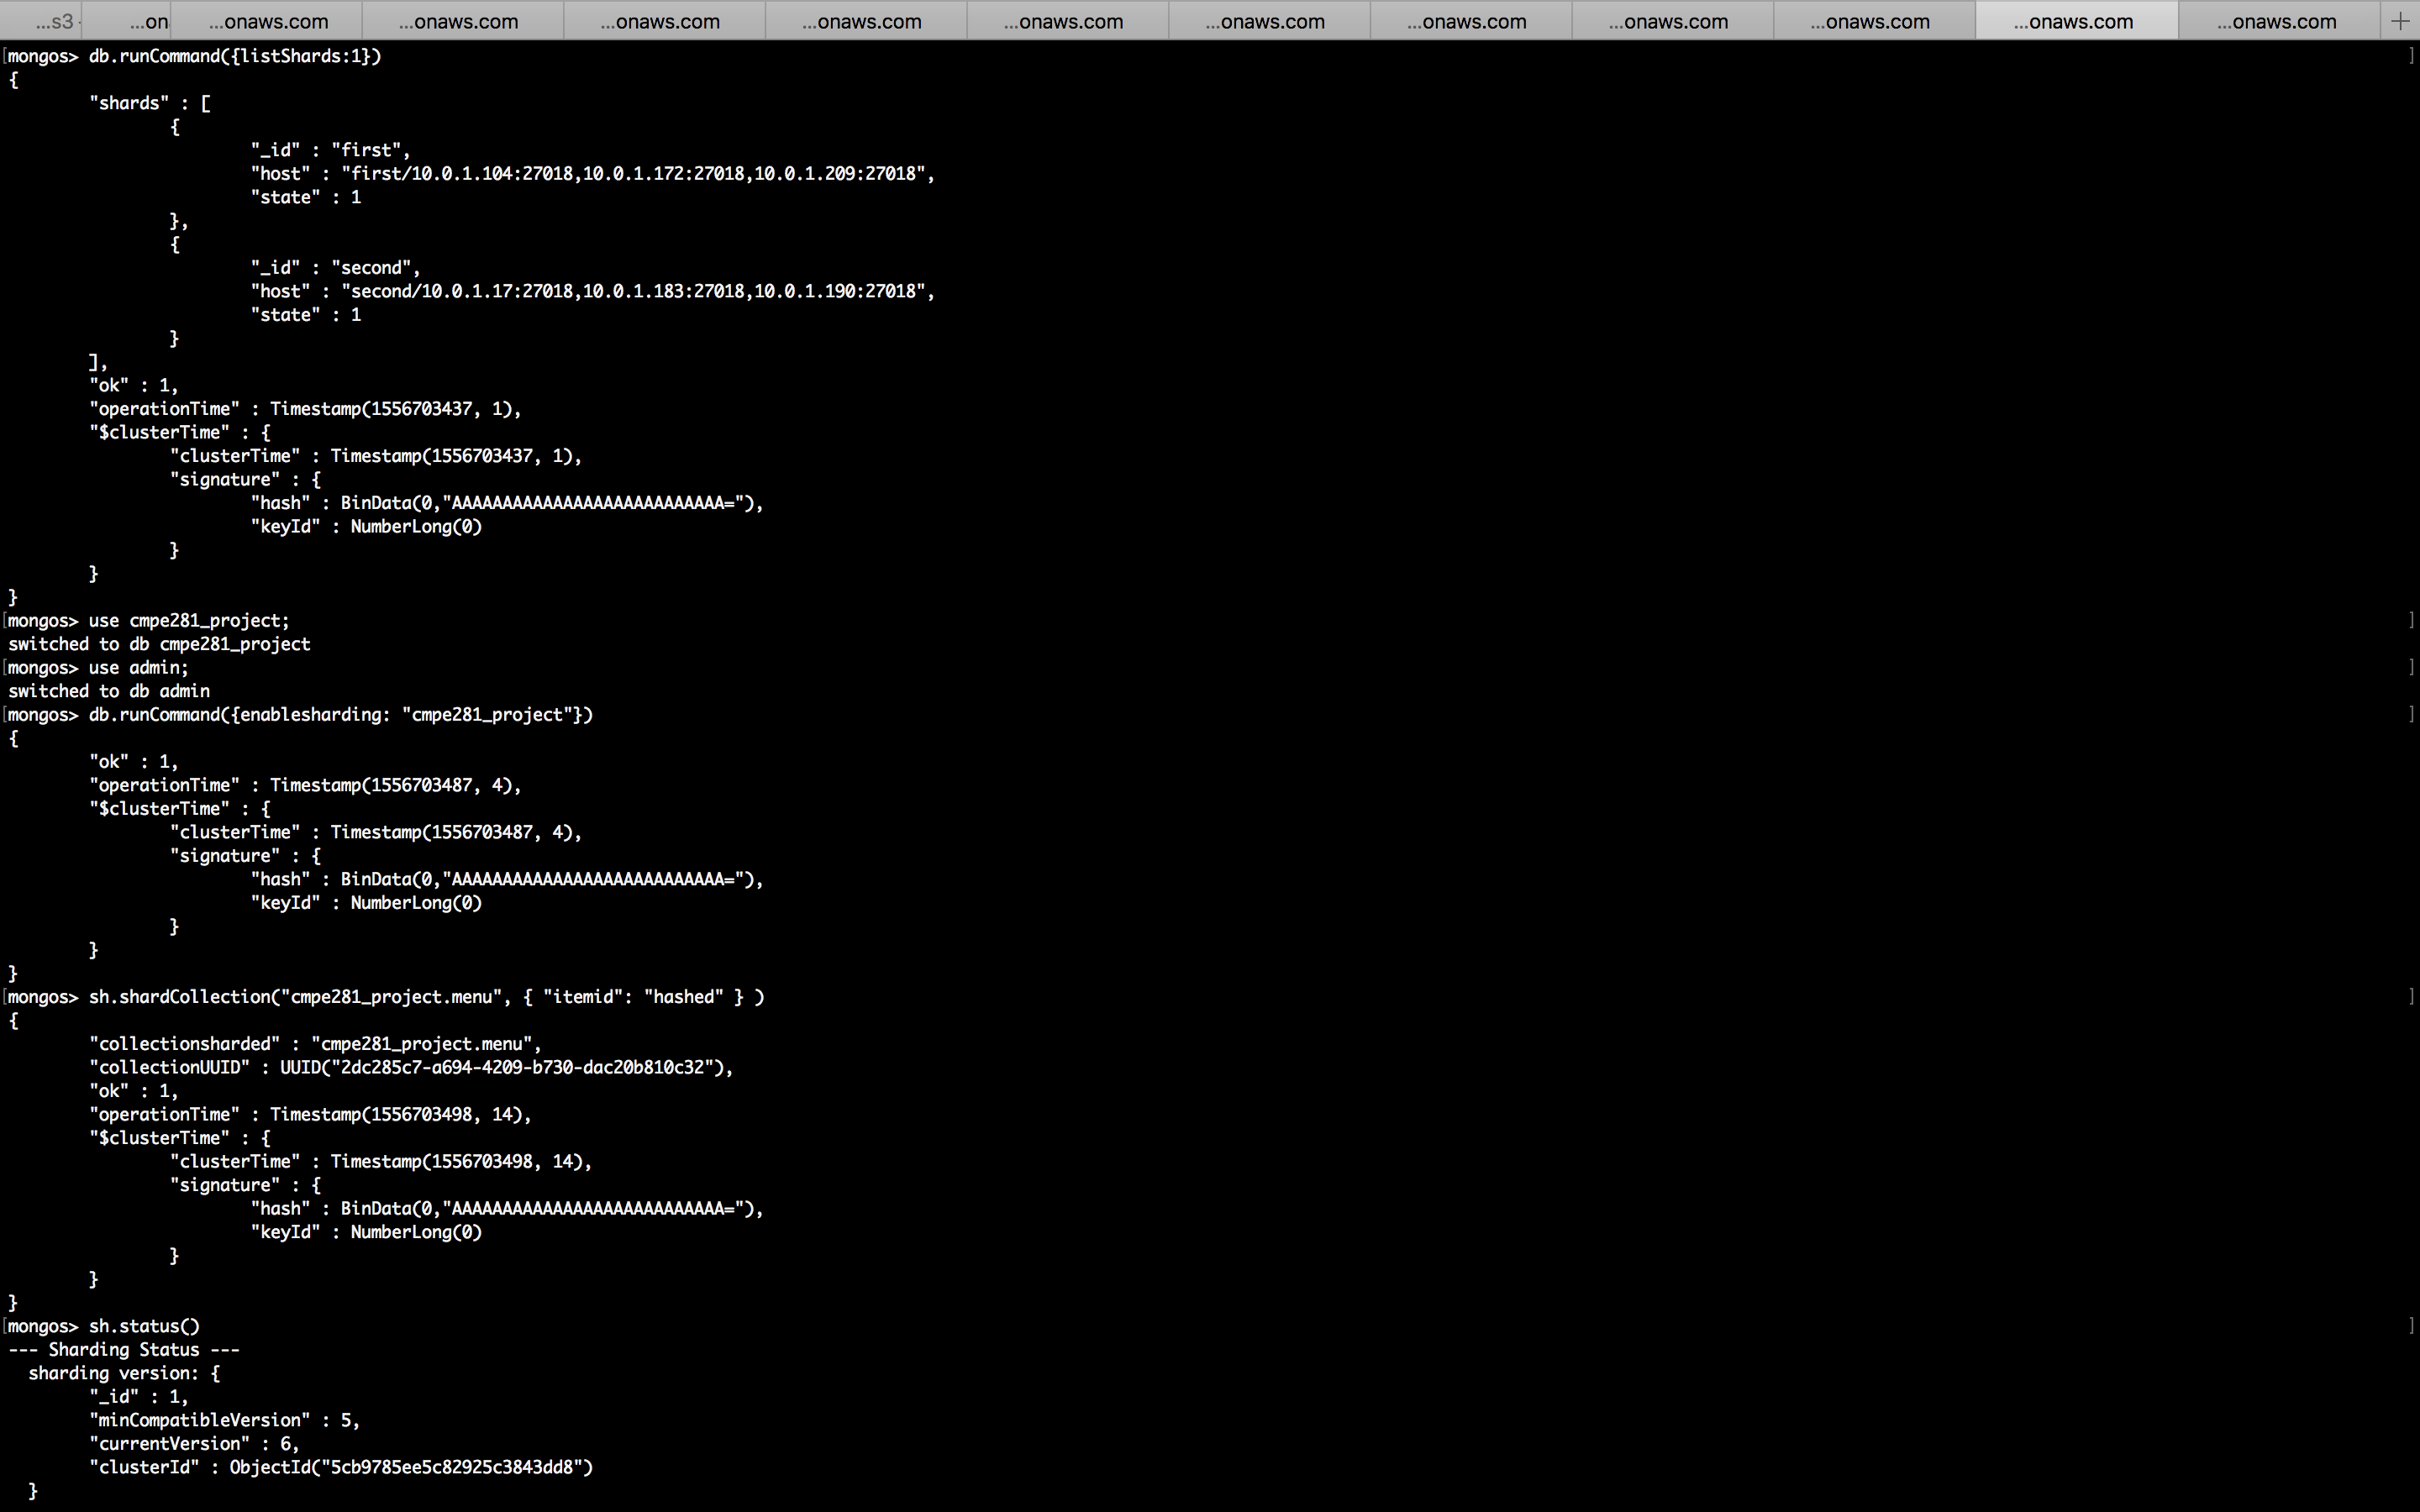 ...s3 ...on ...onaws.com ...onaws.com ...onaws.com ...onaws.com ...onaws.com ...onaws.com ...onaws.com ...onaws.com ...onaws.com ...onaws.com ...onaws.com +
[mongos> db.runCommand({listShards:1}) ]
{
        "shards" : [
                {
                        "_id" : "first",
                        "host" : "first/10.0.1.104:27018,10.0.1.172:27018,10.0.1.209:27018",
                        "state" : 1
                },
                {
                        "_id" : "second",
                        "host" : "second/10.0.1.17:27018,10.0.1.183:27018,10.0.1.190:27018",
                        "state" : 1
                }
        ],
        "ok" : 1,
        "operationTime" : Timestamp(1556703437, 1),
        "$clusterTime" : {
                "clusterTime" : Timestamp(1556703437, 1),
                "signature" : {
                        "hash" : BinData(0,"AAAAAAAAAAAAAAAAAAAAAAAAAAA="),
                        "keyId" : NumberLong(0)
                }
        }
}
[mongos> use cmpe281_project; ]
switched to db cmpe281_project
[mongos> use admin; ]
switched to db admin
[mongos> db.runCommand({enablesharding: "cmpe281_project"}) ]
{
        "ok" : 1,
        "operationTime" : Timestamp(1556703487, 4),
        "$clusterTime" : {
                "clusterTime" : Timestamp(1556703487, 4),
                "signature" : {
                        "hash" : BinData(0,"AAAAAAAAAAAAAAAAAAAAAAAAAAA="),
                        "keyId" : NumberLong(0)
                }
        }
}
[mongos> sh.shardCollection("cmpe281_project.menu", { "itemid": "hashed" } ) ]
{
        "collectionsharded" : "cmpe281_project.menu",
        "collectionUUID" : UUID("2dc285c7-a694-4209-b730-dac20b810c32"),
        "ok" : 1,
        "operationTime" : Timestamp(1556703498, 14),
        "$clusterTime" : {
                "clusterTime" : Timestamp(1556703498, 14),
                "signature" : {
                        "hash" : BinData(0,"AAAAAAAAAAAAAAAAAAAAAAAAAAA="),
                        "keyId" : NumberLong(0)
                }
        }
}
[mongos> sh.status() ]
--- Sharding Status ---
  sharding version: {
        "_id" : 1,
        "minCompatibleVersion" : 5,
        "currentVersion" : 6,
        "clusterId" : ObjectId("5cb9785ee5c82925c3843dd8")
  }